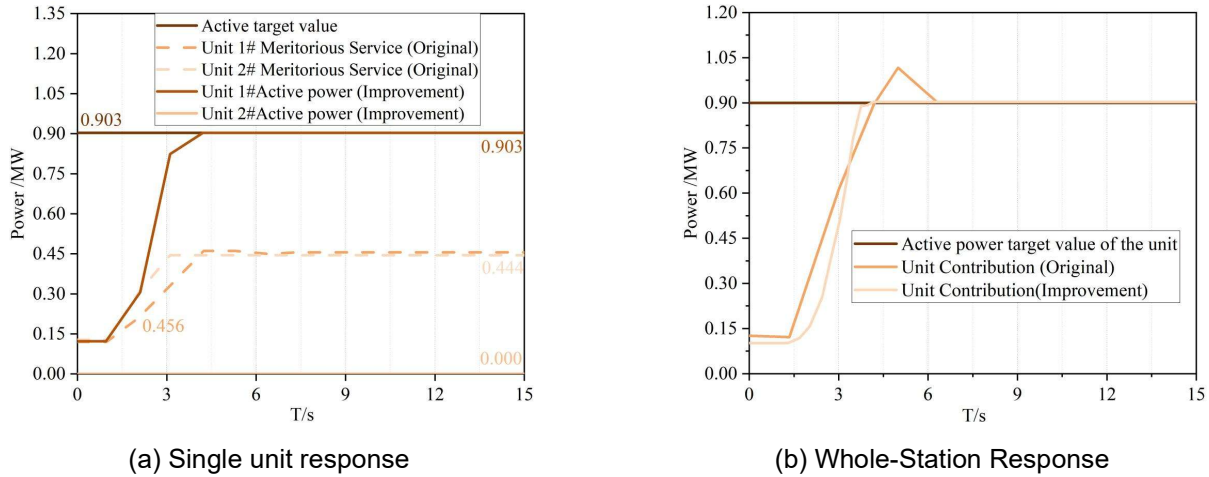 1.35
1.20
1.05
0.90
0.75
0.60
0.45
0.30
0.15
0.00
Power /MW
Active target value
Unit 1# Meritorious Service (Original)
Unit 2# Meritorious Service (Original)
Unit 1#Active power (Improvement)
Unit 2#Active power (Improvement)
0.903
0.903
0.444
0.456
0.000
0 3 6 9 12 15
T/s
(a) Single unit response
1.20
1.05
0.90
0.75
0.60
0.45
0.30
0.15
0.00
Power /MW
Active power target value of the unit
Unit Contribution (Original)
Unit Contribution(Improvement)
0 3 6 9 12 15
T/s
(b) Whole-Station Response